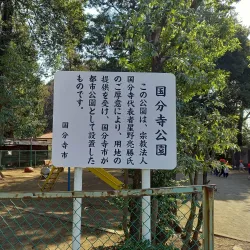 国分寺公園
この公園は、宗教法人
国分寺代表者星野亮勝氏
のご厚意により、用地の
提供を受け、国分寺市が
都市公園として設置した
ものです。
国分寺市